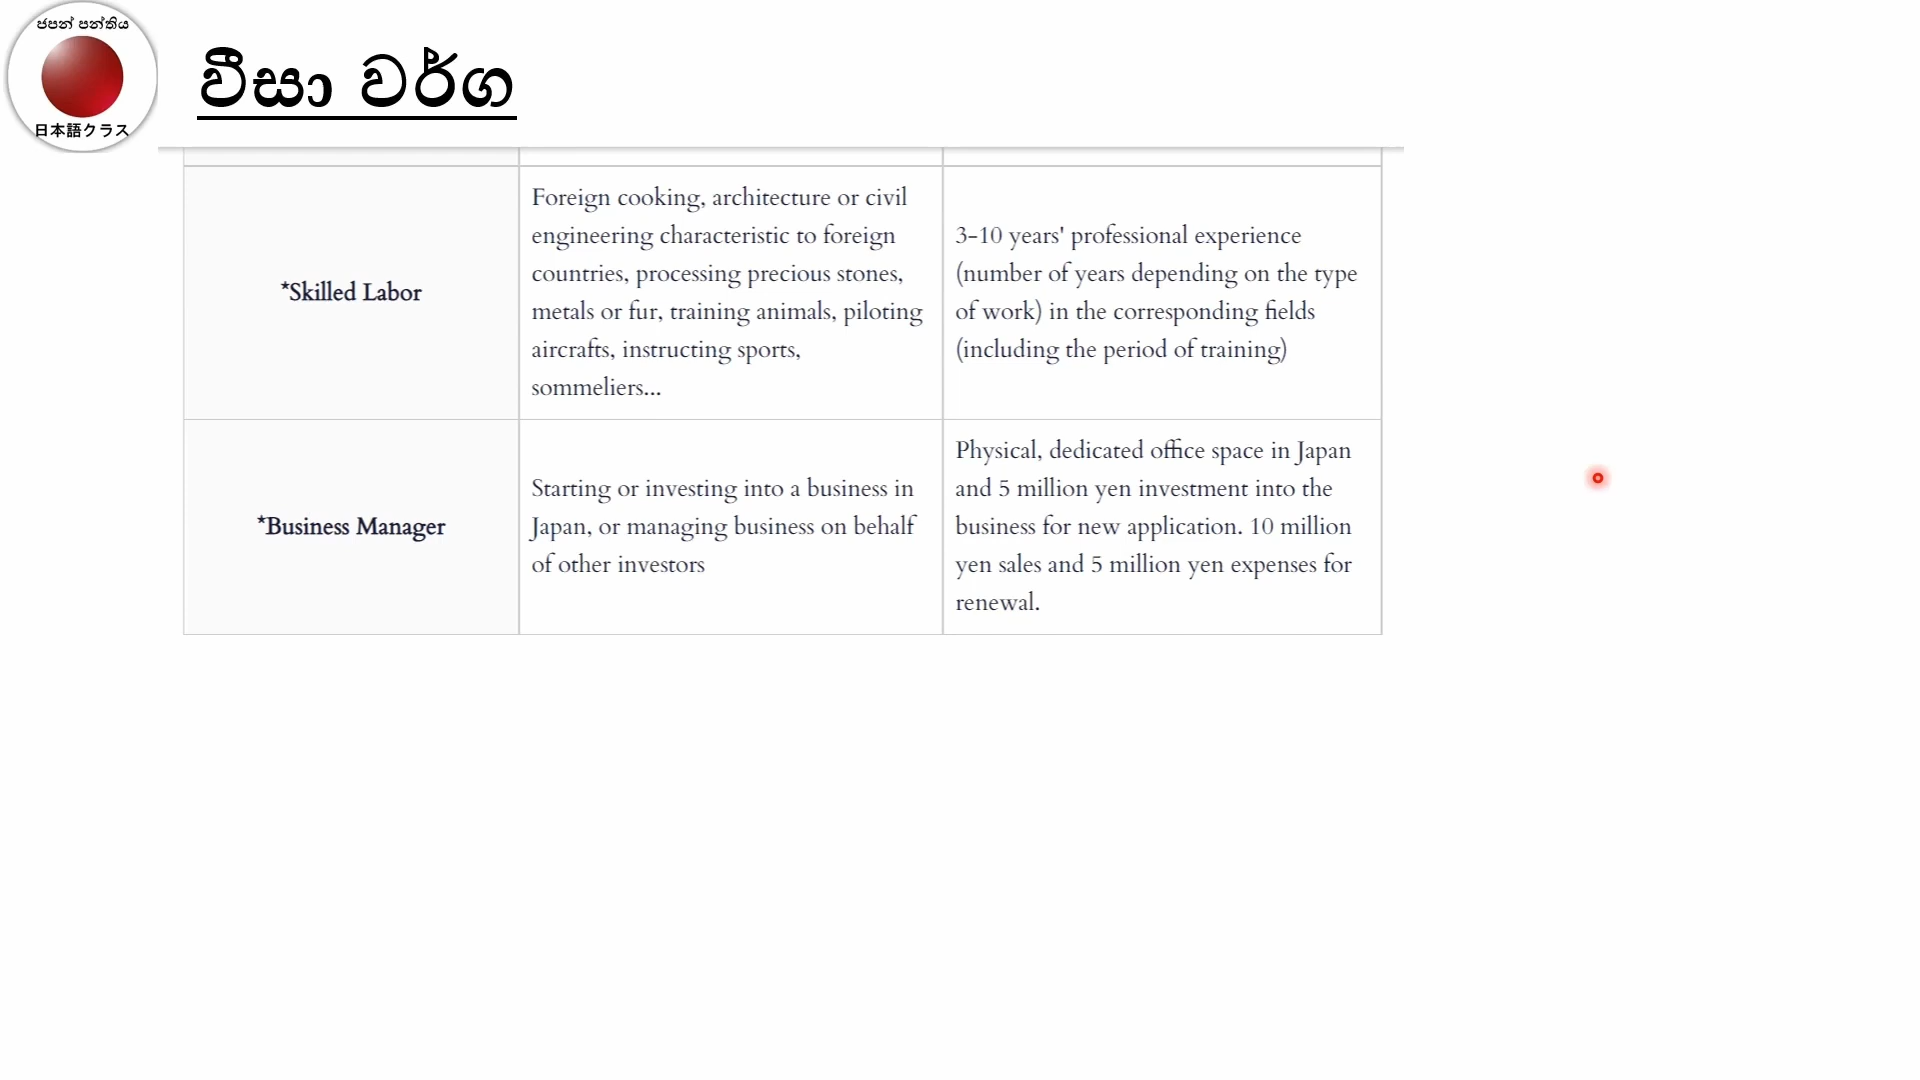 ජපන් පන්තිය
日本語クラス
වීසා වර්ග
*Skilled Labor
Foreign cooking, architecture or civil
engineering characteristic to foreign
countries, processing precious stones,
metals or fur, training animals, piloting
aircrafts, instructing sports,
sommeliers...
3-10 years' professional experience
(number of years depending on the type
of work) in the corresponding fields
(including the period of training)
*Business Manager
Starting or investing into a business in
Japan, or managing business on behalf
of other investors
Physical, dedicated office space in Japan
and 5 million yen investment into the
business for new application. 10 million
yen sales and 5 million yen expenses for
renewal.